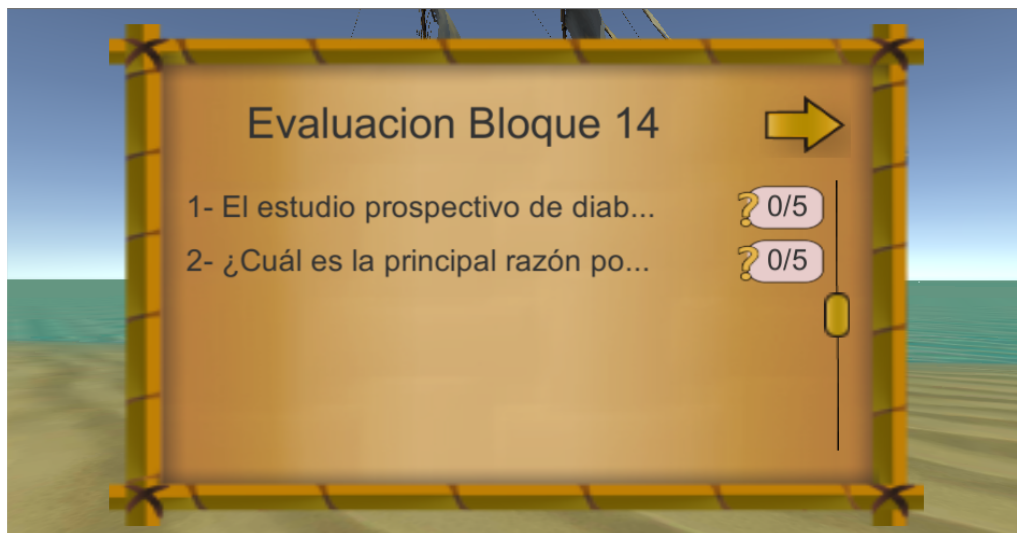 Evaluacion Bloque 14
1- El estudio prospectivo de diab... ? 0/5
2- ¿Cuál es la principal razón po... ? 0/5